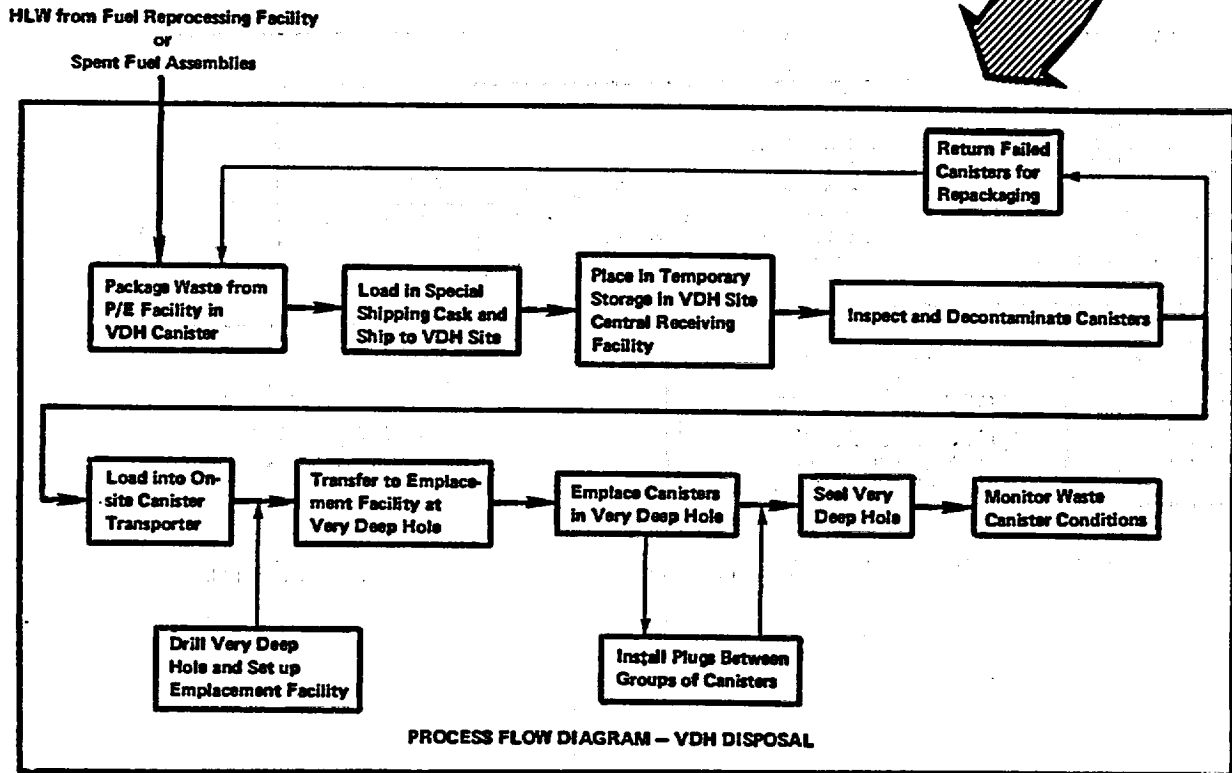 HLW from Fuel Reprocessing Facility
or
Spent Fuel Assemblies
Return Failed
Canisters for
Repackaging
Package Waste from
P/E Facility in
VDH Canister
Load in Special
Shipping Cask and
Ship to VDH Site
Place in Temporary
Storage in VDH Site
Central Receiving
Facility
Inspect and Decontaminate Canisters
Load into On-
site Canister
Transporter
Transfer to Emplace-
ment Facility at
Very Deep Hole
Emplace Canisters
in Very Deep Hole
Seal Very
Deep Hole
Monitor Waste
Canister Conditions
Drill Very Deep
Hole and Set up
Emplacement Facility
Install Plugs Between
Groups of Canisters
PROCESS FLOW DIAGRAM – VDH DISPOSAL